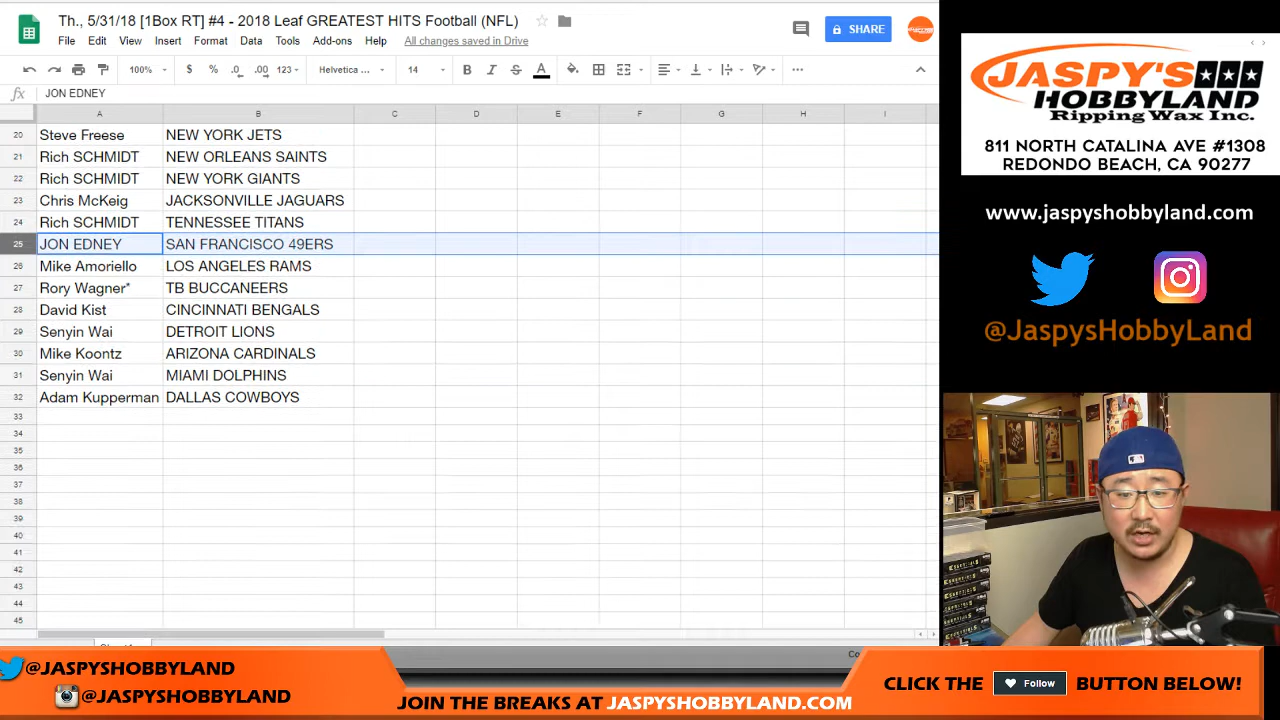 Th., 5/31/18 [1Box RT] #4 - 2018 Leaf GREATEST HITS Football (NFL)
File Edit View Insert Format Data Tools Add-ons Help All changes saved in Drive
SHARE
100% $ % .0 .00 123 Helvetica ... 14 B I S A
fx JON EDNEY
A B C D E F G H I
20 Steve Freese NEW YORK JETS
21 Rich SCHMIDT NEW ORLEANS SAINTS
22 Rich SCHMIDT NEW YORK GIANTS
23 Chris McKeig JACKSONVILLE JAGUARS
24 Rich SCHMIDT TENNESSEE TITANS
25 JON EDNEY SAN FRANCISCO 49ERS
26 Mike Amoriello LOS ANGELES RAMS
27 Rory Wagner* TB BUCCANEERS
28 David Kist CINCINNATI BENGALS
29 Senyin Wai DETROIT LIONS
30 Mike Koontz ARIZONA CARDINALS
31 Senyin Wai MIAMI DOLPHINS
32 Adam Kupperman DALLAS COWBOYS
33
34
35
36
37
38
39
40
41
42
43
44
45
JASPY'S
HOBBYLAND
Ripping Wax Inc.
811 NORTH CATALINA AVE #1308
REDONDO BEACH, CA 90277
www.jaspyshobbyland.com
@JaspysHobbyLand
@JASPYSHOBBYLAND
@JASPYSHOBBYLAND
JOIN THE BREAKS AT JASPYSHOBBYLAND.COM
CLICK THE Follow BUTTON BELOW!